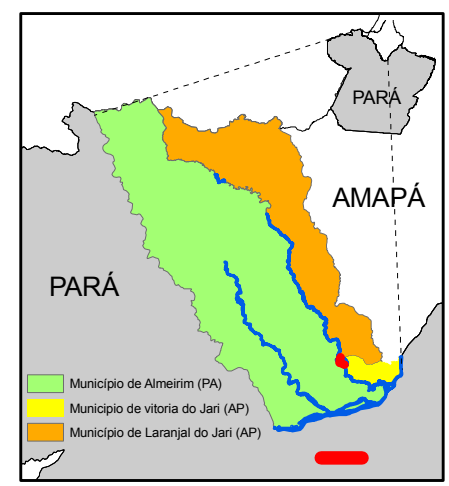 PARÁ
AMAPÁ
PARÁ
Município de Almeirim (PA)
Municipio de vitoria do Jari (AP)
Município de Laranjal do Jari (AP)